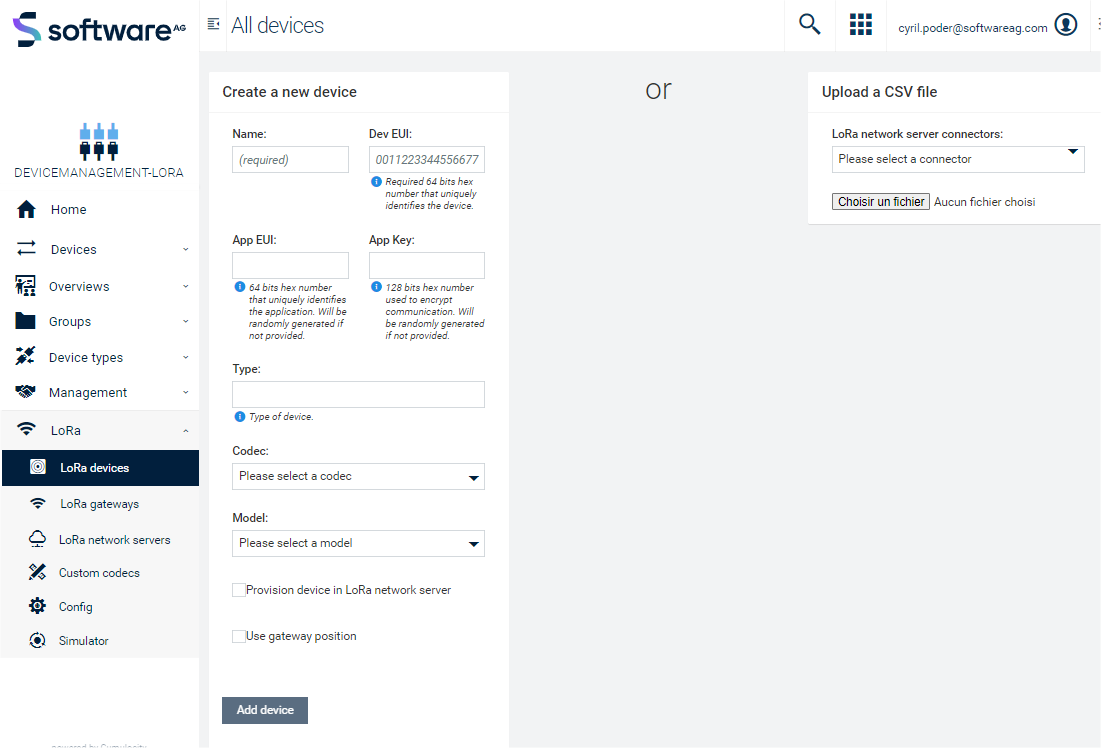 software AG
All devices
cyril.poder@softwareag.com
DEVICEMANAGEMENT-LORA
Home
Devices
Overviews
Groups
Device types
Management
LoRa
LoRa devices
LoRa gateways
LoRa network servers
Custom codecs
Config
Simulator
Create a new device
Name:
(required)
Dev EUI:
0011223344556677
Required 64 bits hex
number that uniquely
identifies the device.
App EUI:
64 bits hex number
that uniquely identifies
the application. Will be
randomly generated if
not provided.
App Key:
128 bits hex number
used to encrypt
communication. Will
be randomly generated
if not provided.
Type:
Type of device.
Codec:
Please select a codec
Model:
Please select a model
Provision device in LoRa network server
Use gateway position
Add device
or
Upload a CSV file
LoRa network server connectors:
Please select a connector
Choisir un fichier Aucun fichier choisi